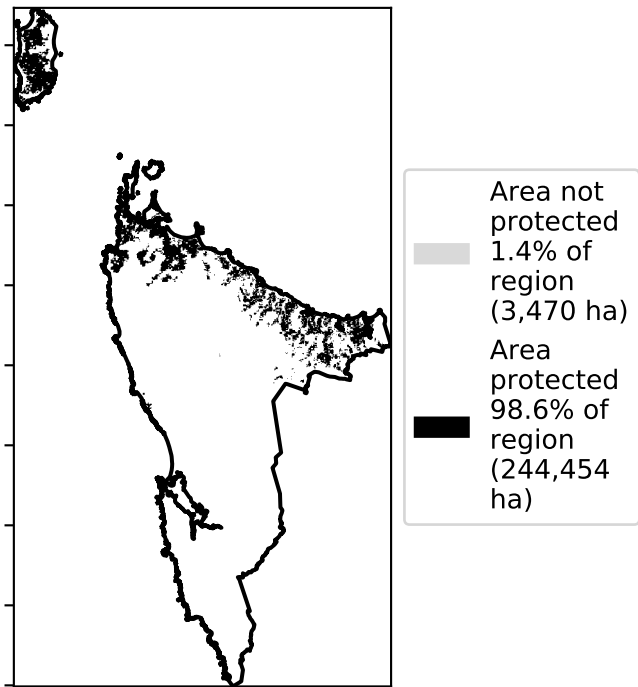 Area not
protected
1.4% of
region
(3,470 ha)
Area
protected
98.6% of
region
(244,454
ha)